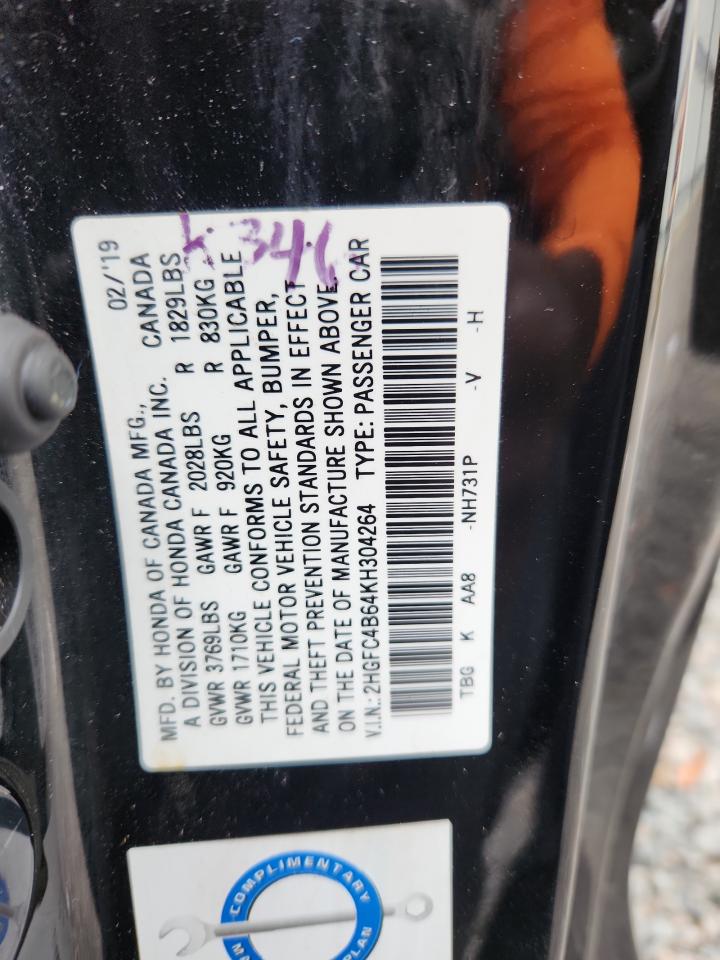 02/'19
MFD. BY HONDA OF CANADA MFG.,
A DIVISION OF HONDA CANADA INC. CANADA
GVWR 3769LBS GAWR F 2028LBS R 1829LBS
GVWR 1710KG GAWR F 920KG R 830KG
THIS VEHICLE CONFORMS TO ALL APPLICABLE
FEDERAL MOTOR VEHICLE SAFETY, BUMPER,
AND THEFT PREVENTION STANDARDS IN EFFECT
ON THE DATE OF MANUFACTURE SHOWN ABOVE.
V.I.N.: 2HGFC4B64KH304264 TYPE: PASSENGER CAR
TBG K AA8 -NH731P -V -H
COMPLIMENTARY
PLAN